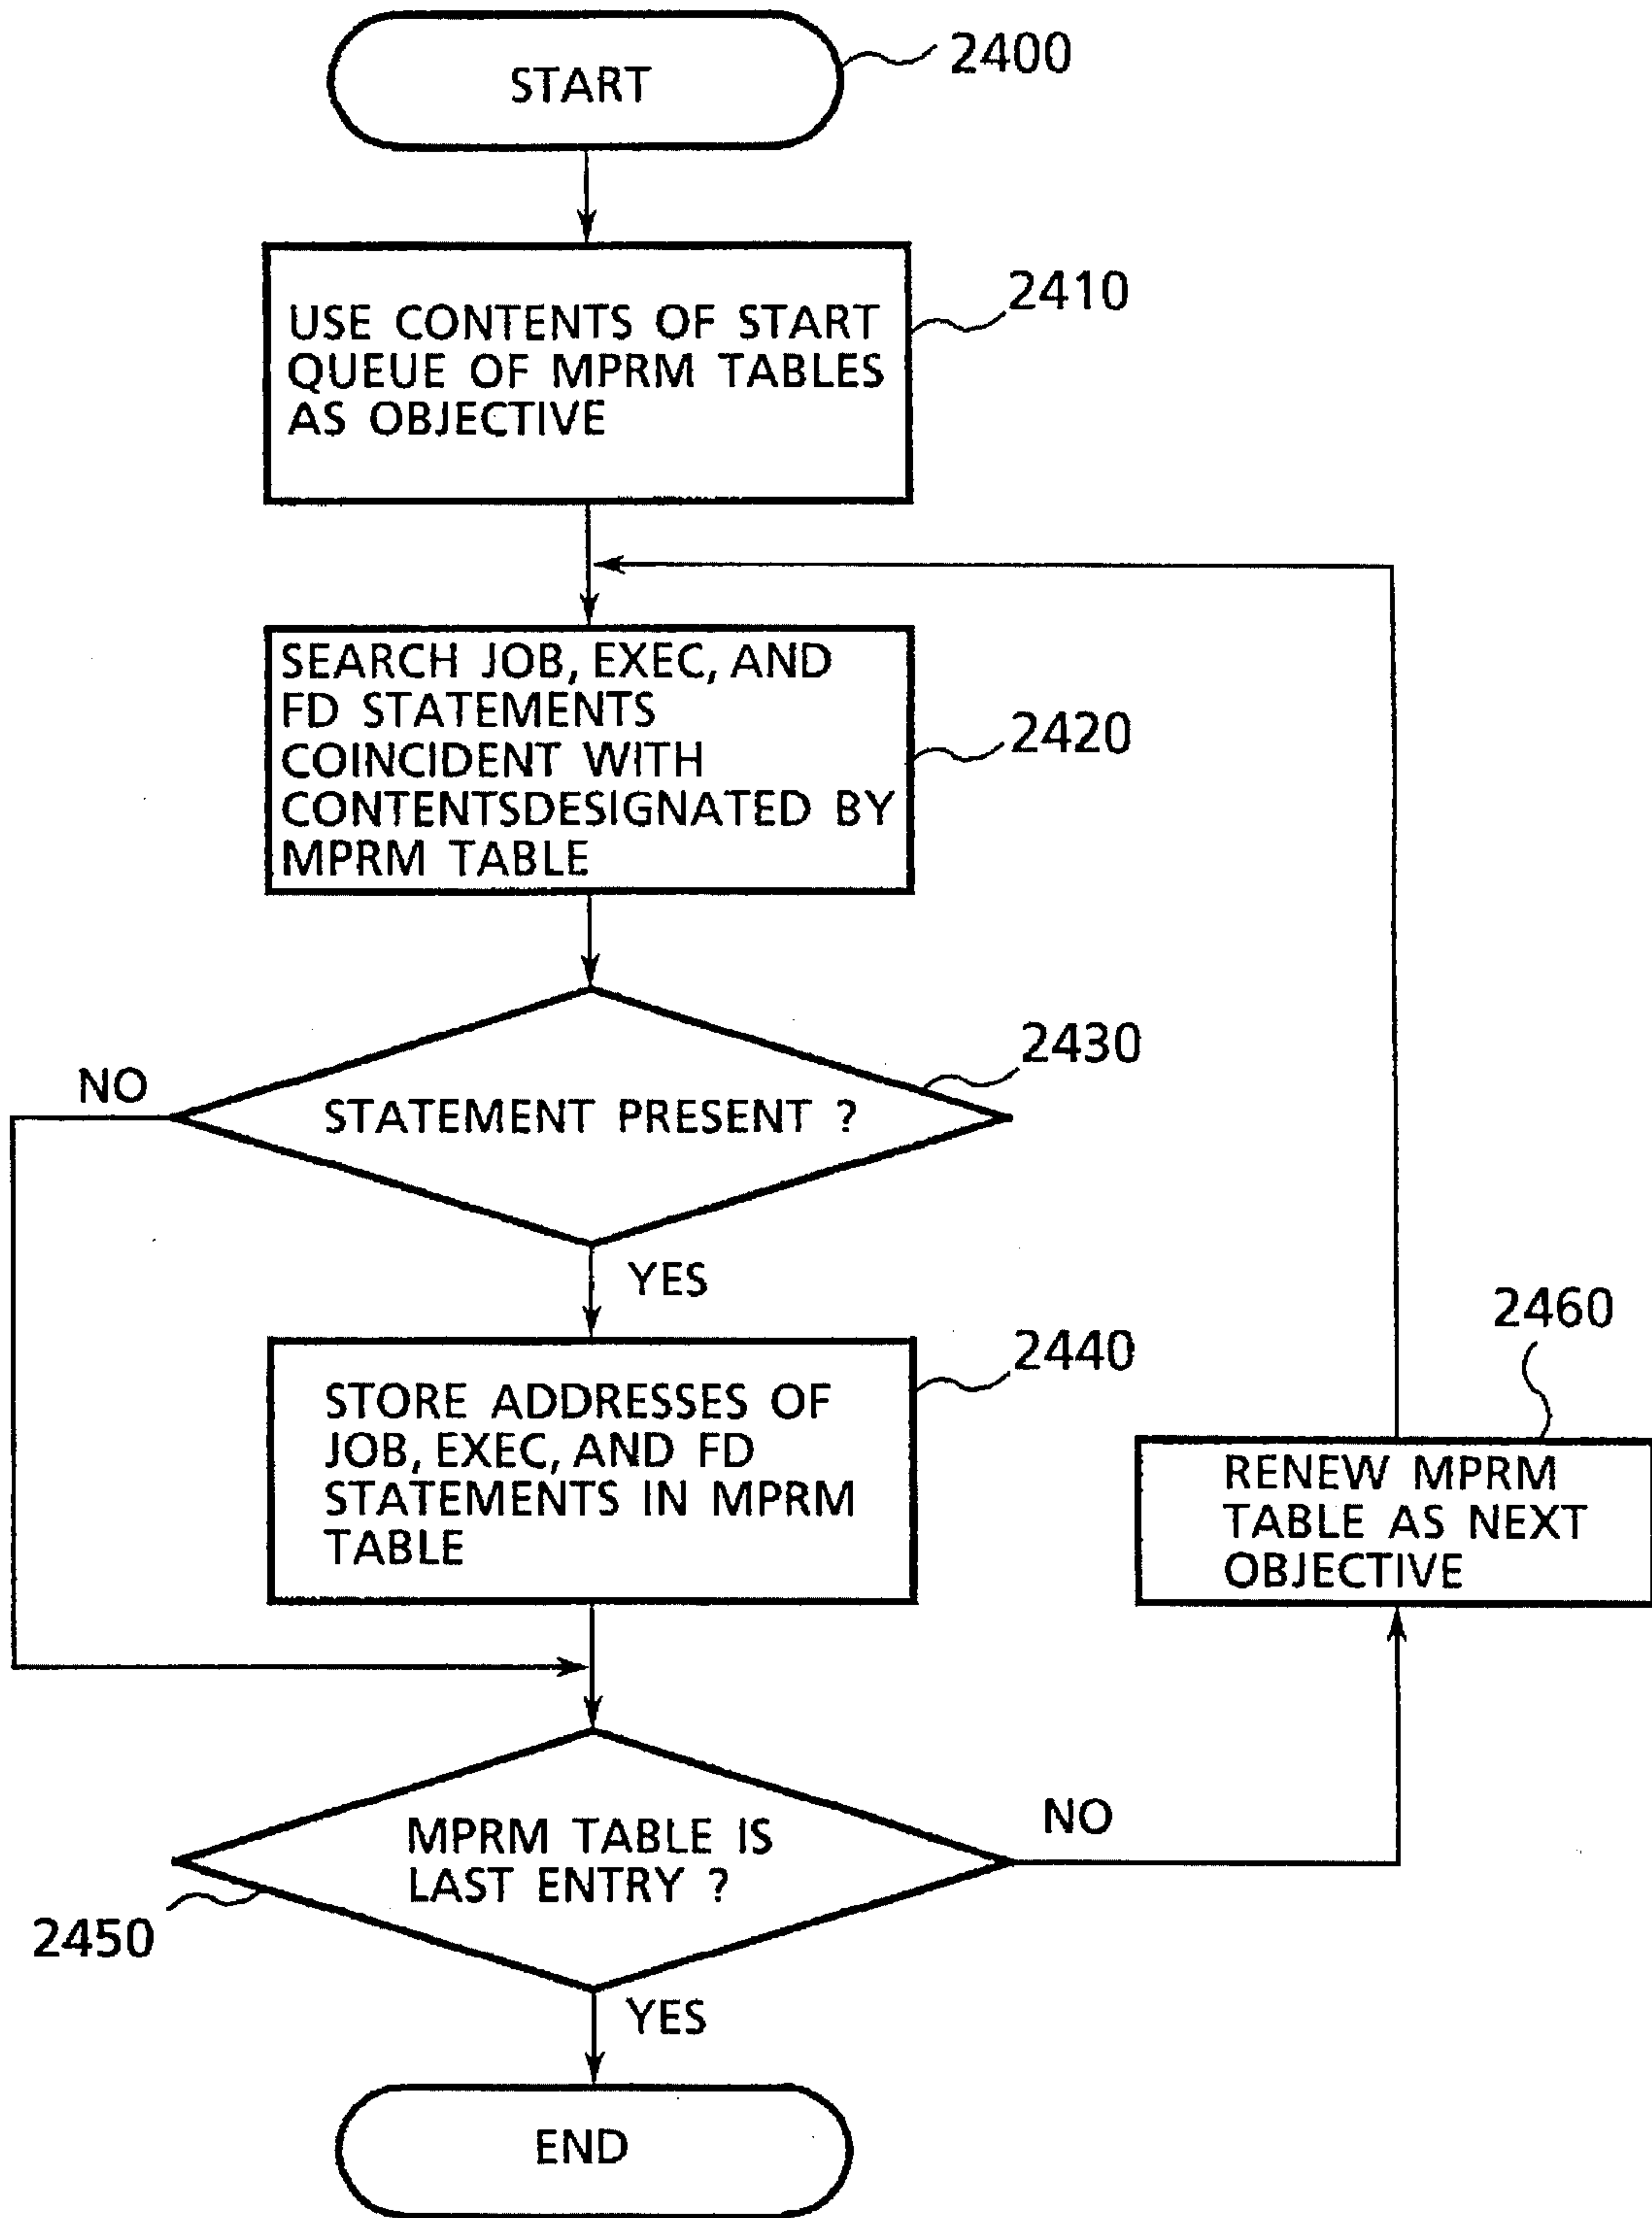 START
2400
USE CONTENTS OF START
QUEUE OF MPRM TABLES
AS OBJECTIVE
2410
SEARCH JOB, EXEC, AND
FD STATEMENTS
COINCIDENT WITH
CONTENTSDESIGNATED BY
MPRM TABLE
2420
STATEMENT PRESENT ?
2430
NO
YES
STORE ADDRESSES OF
JOB, EXEC, AND FD
STATEMENTS IN MPRM
TABLE
2440
2460
RENEW MPRM
TABLE AS NEXT
OBJECTIVE
MPRM TABLE IS
LAST ENTRY ?
NO
2450
YES
END